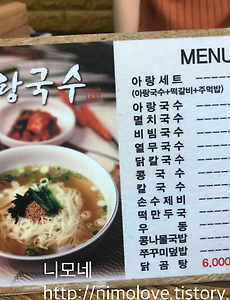 랑국수
MENU
아랑세트
(아랑국수+떡갈비+주먹밥)
아랑국수
멸치국수
비빔국수
열무국수
닭칼국수
콩국수
칼국수
손수제비
떡만두국
우동
콩나물국밥
쭈꾸미덮밥
닭곰탕 6,000
니모네
http://nimolove.tistory